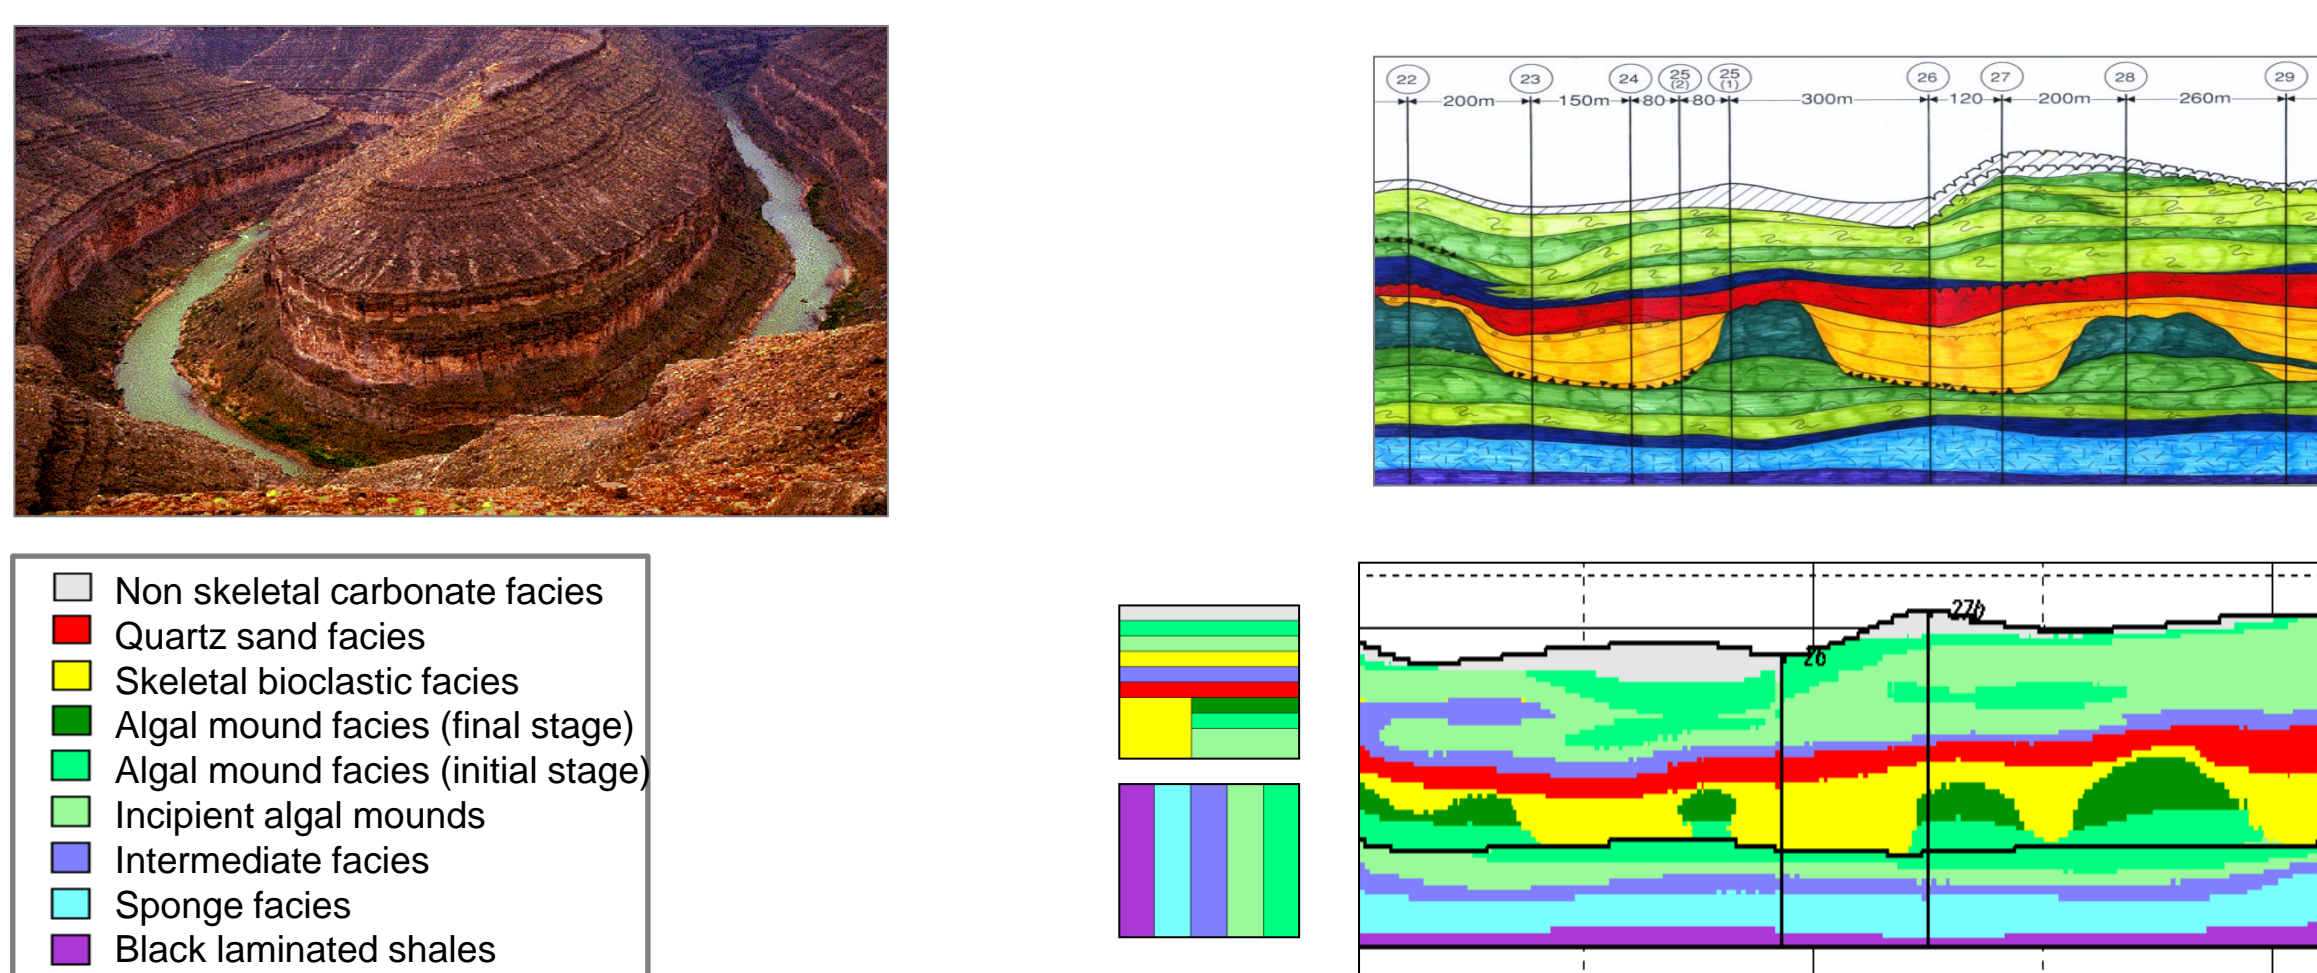 22 23 24 25 (2) 25 (1) 26 27 28 29
200m 150m 80 80 300m 120 200m 260m
Non skeletal carbonate facies
Quartz sand facies
Skeletal bioclastic facies
Algal mound facies (final stage)
Algal mound facies (initial stage)
Incipient algal mounds
Intermediate facies
Sponge facies
Black laminated shales
27b
26